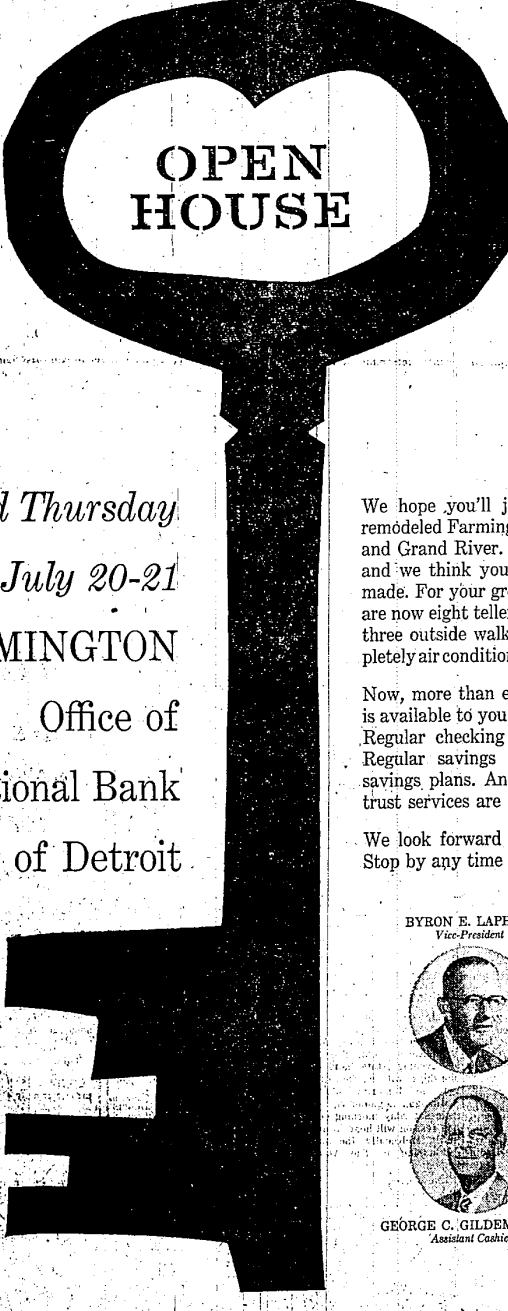 OPEN
HOUSE
d Thursday
July 20-21
MINGTON
Office of
ional Bank
of Detroit
We hope you'll j
remodeled Farming
and Grand River.
and we think you
made. For your gr
are now eight telle
three outside walk
pletely air condition
Now, more than e
is available to you
Regular checking
Regular savings
savings plans. An
trust services are
We look forward
Stop by any time
BYRON E. LAPE
Vice-President
GEORGE C. GILDEM
Assistant Cashie